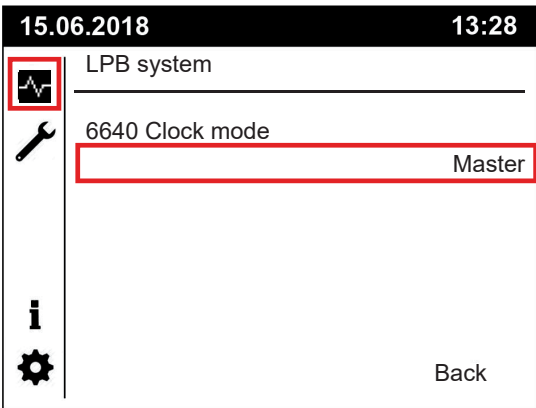 15.06.2018 13:28
LPB system
6640 Clock mode
Master
i
Back